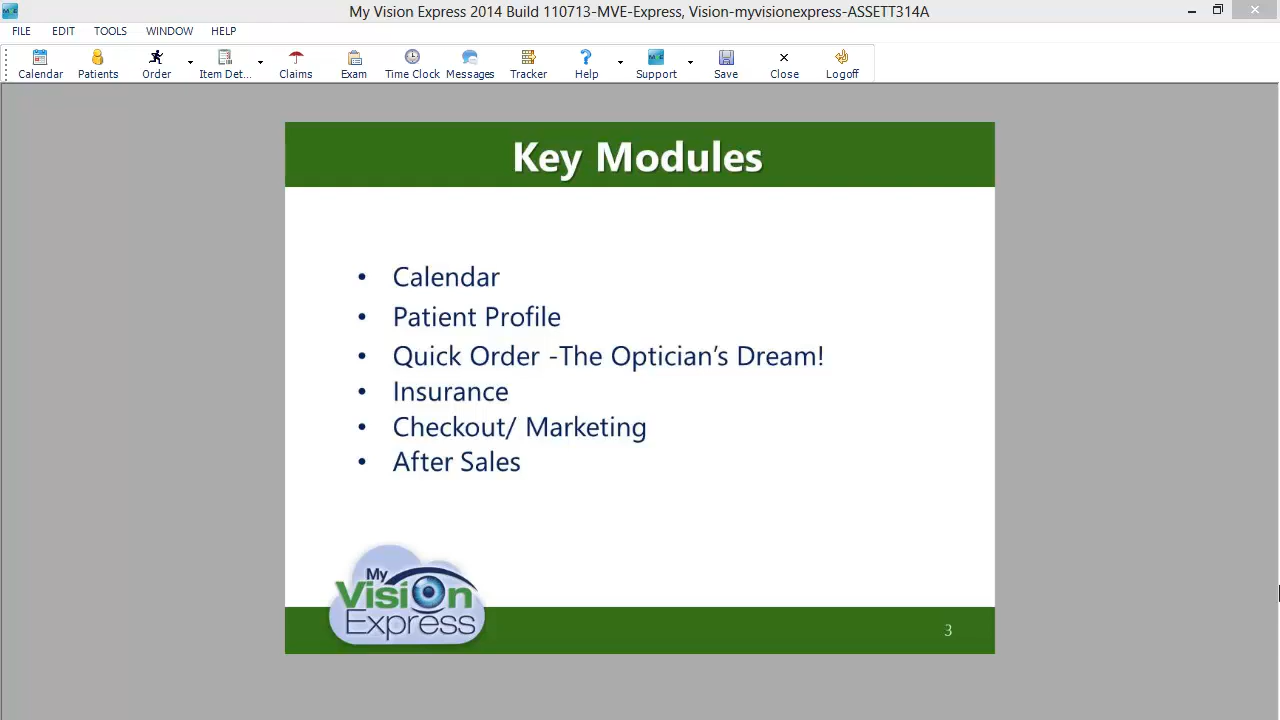 My Vision Express 2014 Build 110713-MVE-Express, Vision-myvisionexpress-ASSETT314A
FILE EDIT TOOLS WINDOW HELP
Calendar Patients Order Item Det... Claims Exam Time Clock Messages Tracker Help Support Save Close Logoff
Key Modules
• Calendar
• Patient Profile
• Quick Order -The Optician’s Dream!
• Insurance
• Checkout/ Marketing
• After Sales
My
Vision
Express
3